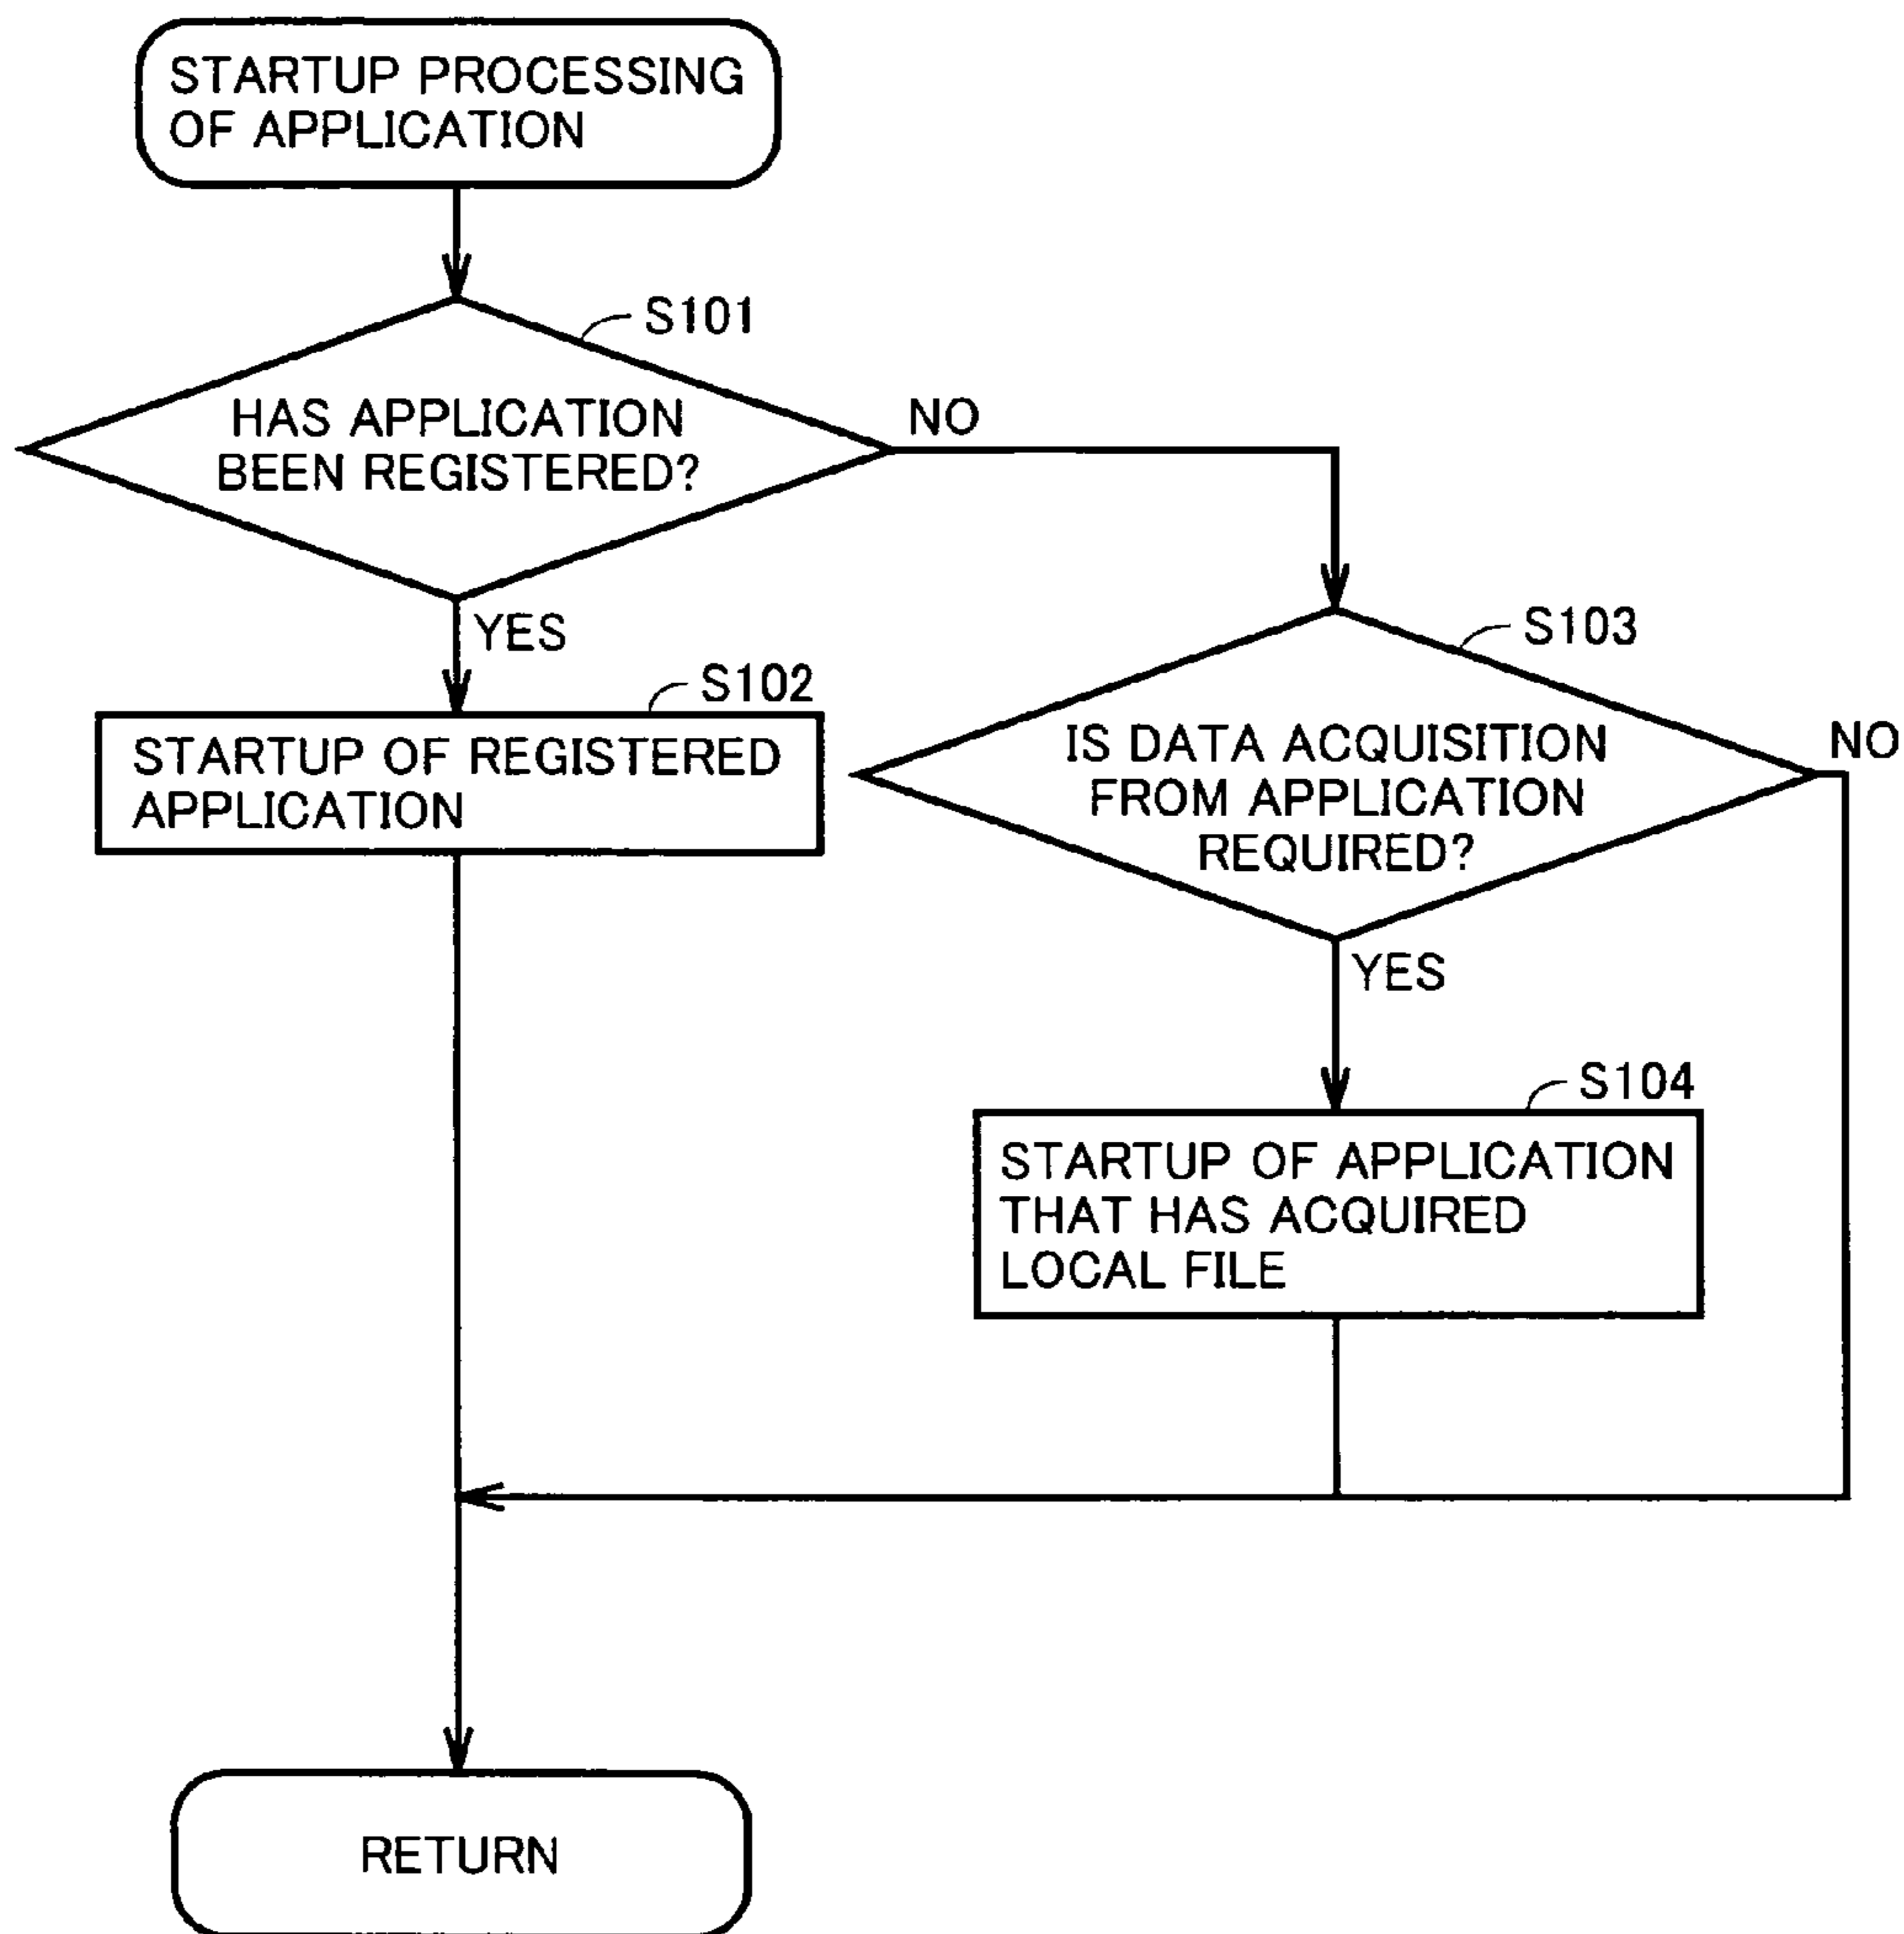 STARTUP PROCESSING
OF APPLICATION
S101
HAS APPLICATION
BEEN REGISTERED?
NO
YES
S102
STARTUP OF REGISTERED
APPLICATION
S103
IS DATA ACQUISITION
FROM APPLICATION
REQUIRED?
NO
YES
S104
STARTUP OF APPLICATION
THAT HAS ACQUIRED
LOCAL FILE
RETURN